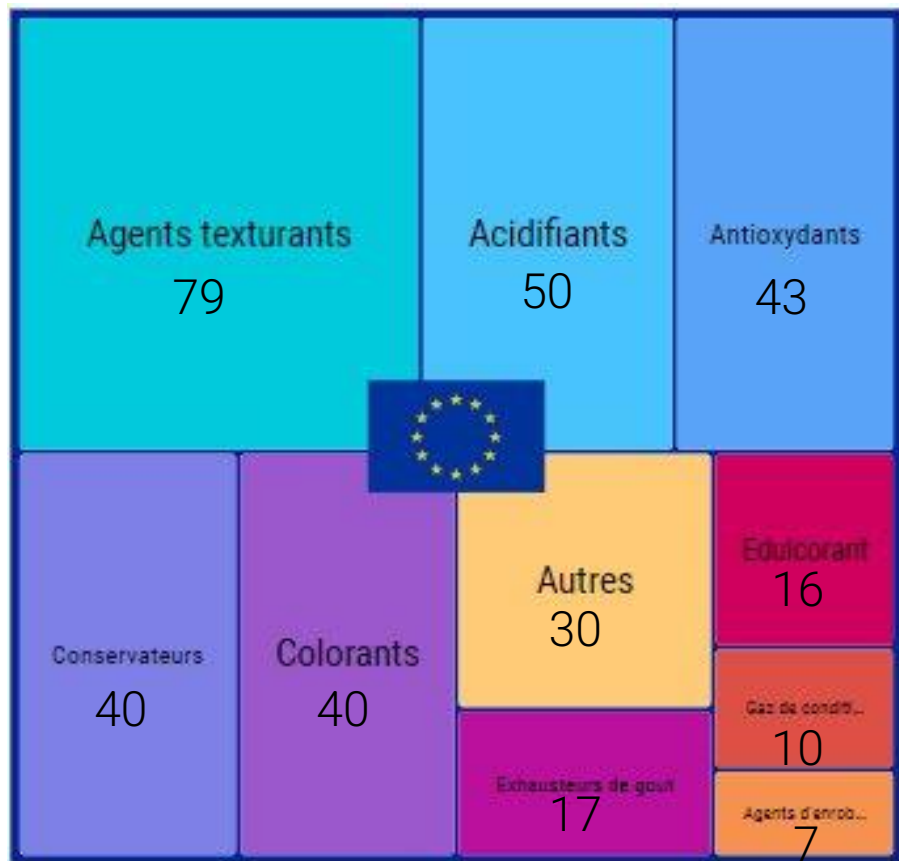 Agents texturants
79
Acidifiants
50
Antioxydants
43
Conservateurs
40
Colorants
40
Autres
30
Exhausteurs de gout
17
Edulcorant
16
Gaz de conditi...
10
Agents d'enrob...
7